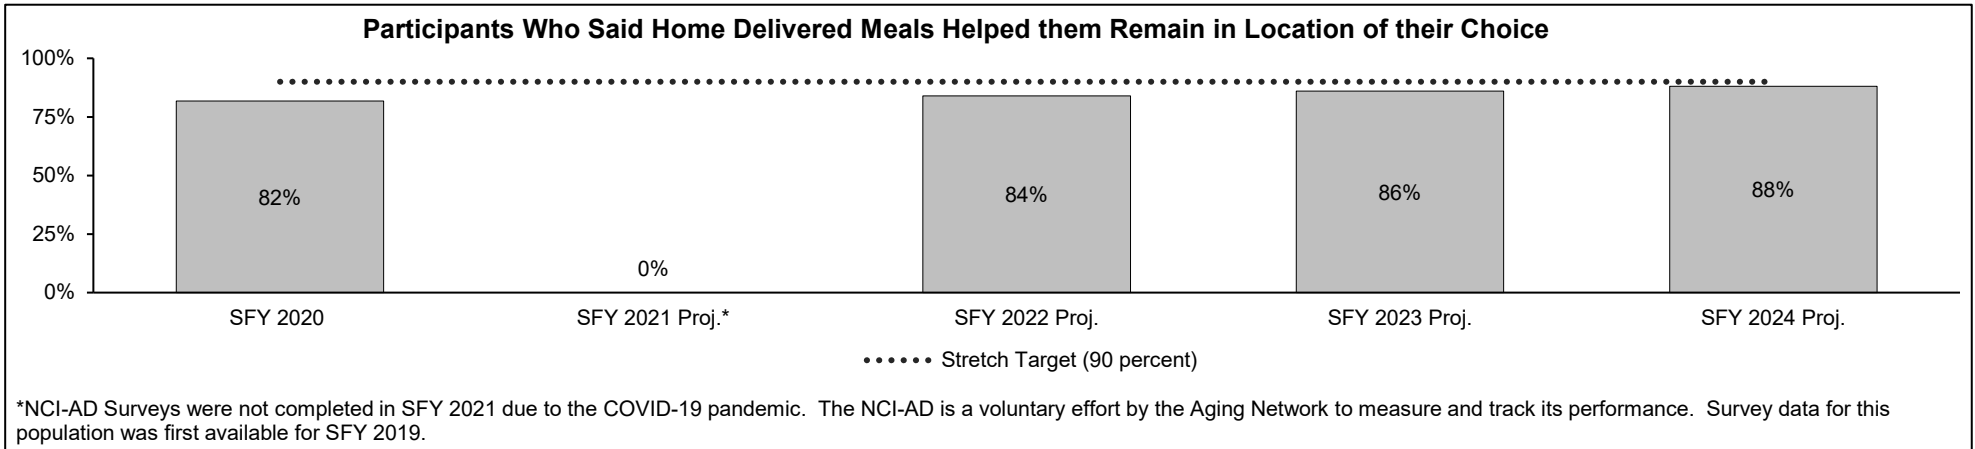 Participants Who Said Home Delivered Meals Helped them Remain in Location of their Choice
100%
75%
50%
25%
0%
82%
0%
84%
86%
88%
SFY 2020
SFY 2021 Proj.*
SFY 2022 Proj.
SFY 2023 Proj.
SFY 2024 Proj.
Stretch Target (90 percent)
*NCI-AD Surveys were not completed in SFY 2021 due to the COVID-19 pandemic. The NCI-AD is a voluntary effort by the Aging Network to measure and track its performance. Survey data for this
population was first available for SFY 2019.